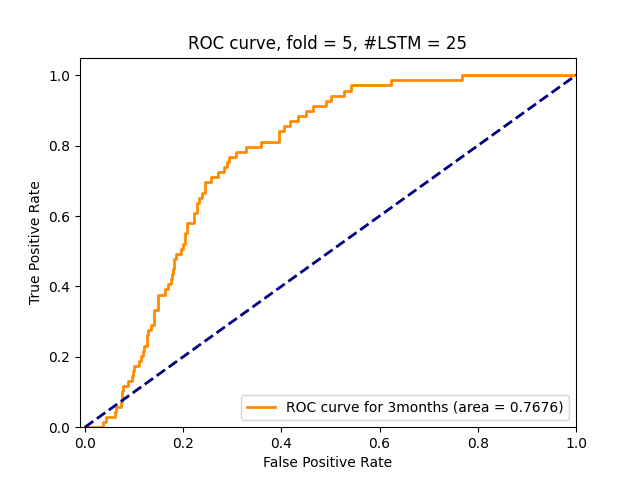 ROC curve, fold = 5, #LSTM = 25
True Positive Rate
1.0
0.8
0.6
0.4
0.2
0.0
ROC curve for 3months (area = 0.7676)
0.0 0.2 0.4 0.6 0.8 1.0
False Positive Rate